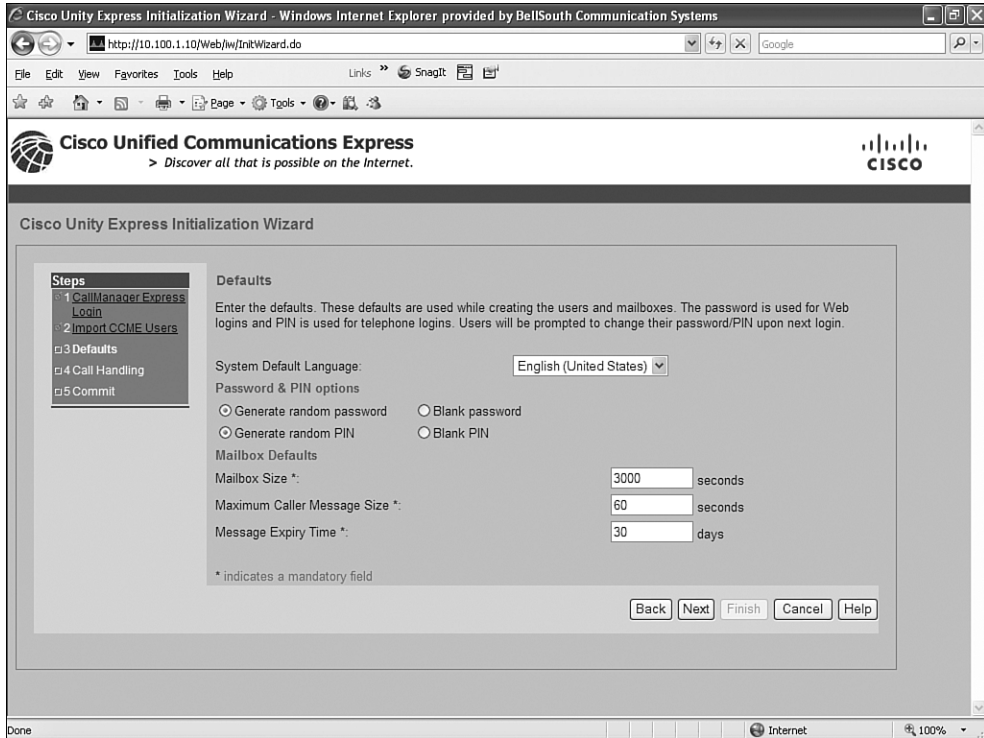 Cisco Unity Express Initialization Wizard - Windows Internet Explorer provided by BellSouth Communication Systems
http://10.100.1.10/Web/iw/InitWizard.do
Google
File Edit View Favorites Tools Help Links » SnagIt
Page Tools
Cisco Unified Communications Express
> Discover all that is possible on the Internet.
CISCO
Cisco Unity Express Initialization Wizard
Steps
1 CallManager Express Login
2 Import CCME Users
3 Defaults
4 Call Handling
5 Commit
Defaults
Enter the defaults. These defaults are used while creating the users and mailboxes. The password is used for Web
logins and PIN is used for telephone logins. Users will be prompted to change their password/PIN upon next login.
System Default Language: English (United States)
Password & PIN options
Generate random password Blank password
Generate random PIN Blank PIN
Mailbox Defaults
Mailbox Size *: 3000 seconds
Maximum Caller Message Size *: 60 seconds
Message Expiry Time *: 30 days
* indicates a mandatory field
Back Next Finish Cancel Help
Done Internet 100%